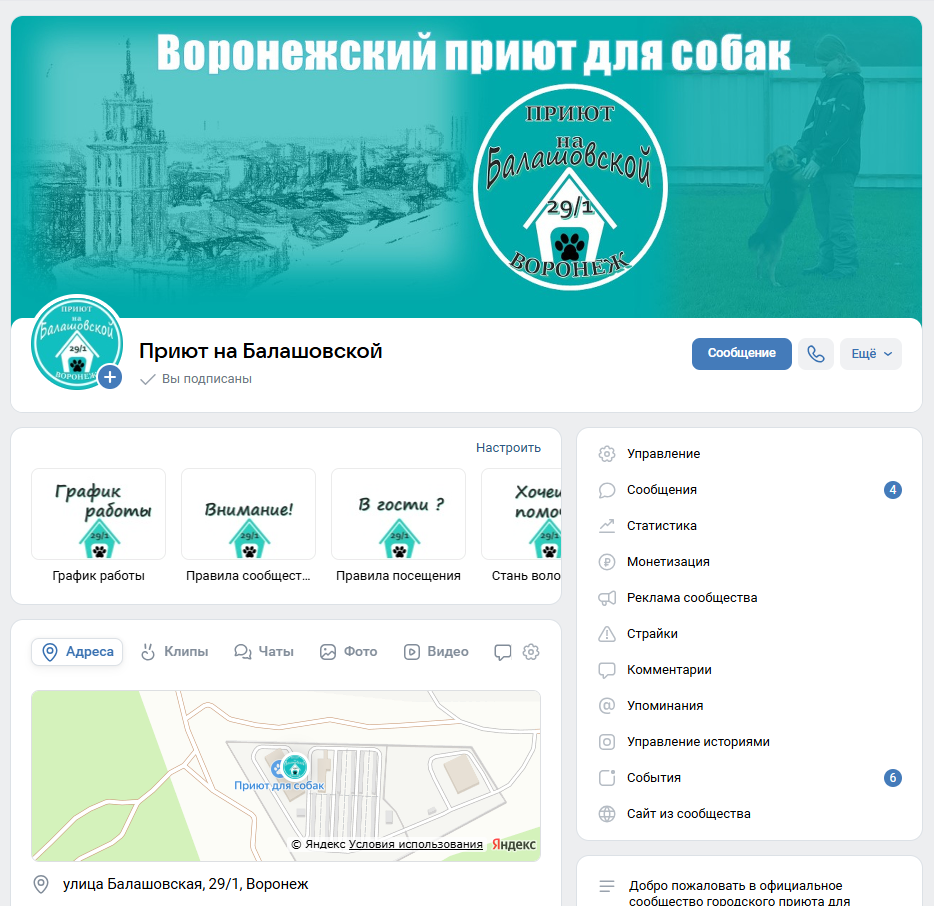 Воронежский приют для собак
ПРИЮТ
на
Балашовской
29/1
ВОРОНЕЖ
ПРИЮТ
на
Балашовской
29/1
ВОРОНЕЖ
Приют на Балашовской
Вы подписаны
Сообщение
Ещё
Настроить
График
работы
29/1
График работы
Внимание!
29/1
Правила сообщест...
В гости ?
29/1
Правила посещения
Хочеш
помоч
29/1
Стань воло
Адреса
Клипы
Чаты
Фото
Видео
Приют для собак
© Яндекс Условия использования Яндекс
улица Балашовская, 29/1, Воронеж
Управление
Сообщения 4
Статистика
Монетизация
Реклама сообщества
Страйки
Комментарии
Упоминания
Управление историями
События 6
Сайт из сообщества
Добро пожаловать в официальное
сообщество городского приюта для